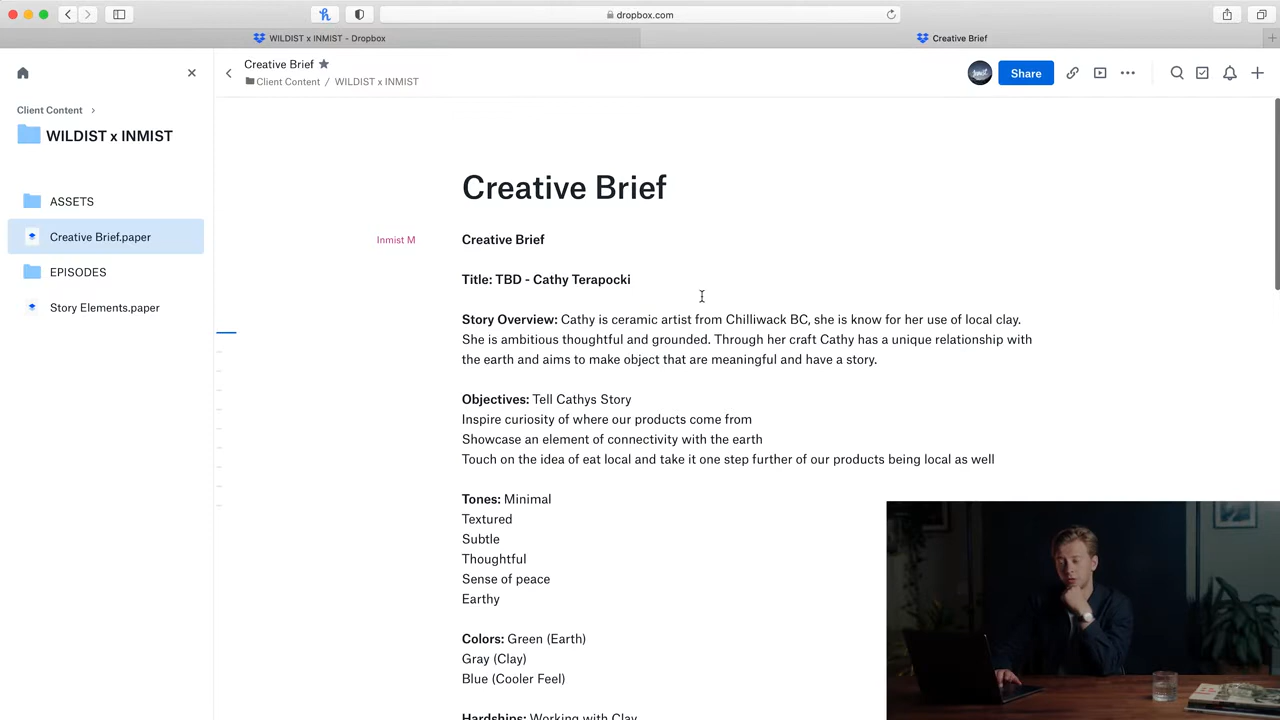 dropbox.com
WILDIST x INMIST - Dropbox
Creative Brief
Creative Brief
Client Content / WILDIST x INMIST
Share
Client Content
WILDIST x INMIST
ASSETS
Creative Brief.paper
EPISODES
Story Elements.paper
Creative Brief
Inmist M
Creative Brief
Title: TBD - Cathy Terapocki
Story Overview: Cathy is ceramic artist from Chilliwack BC, she is know for her use of local clay.
She is ambitious thoughtful and grounded. Through her craft Cathy has a unique relationship with
the earth and aims to make object that are meaningful and have a story.
Objectives: Tell Cathys Story
Inspire curiosity of where our products come from
Showcase an element of connectivity with the earth
Touch on the idea of eat local and take it one step further of our products being local as well
Tones: Minimal
Textured
Subtle
Thoughtful
Sense of peace
Earthy
Colors: Green (Earth)
Gray (Clay)
Blue (Cooler Feel)
Hardships: Working with Clay